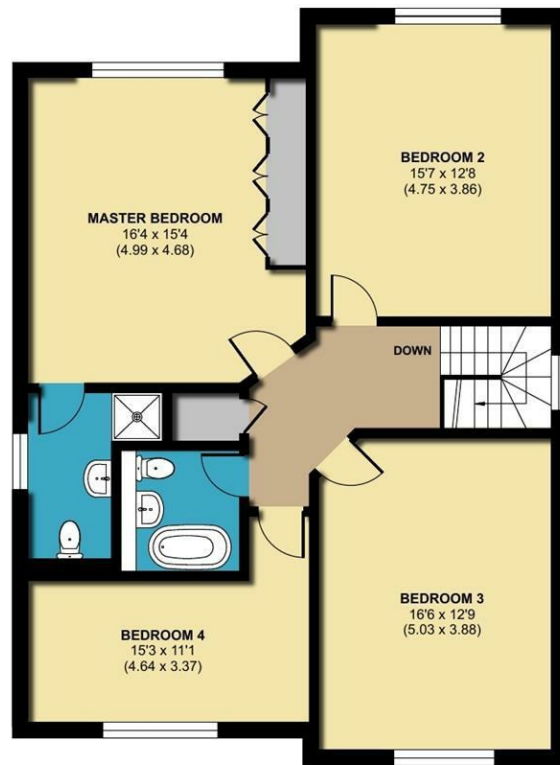 BEDROOM 2
15'7 x 12'8
(4.75 x 3.86)
MASTER BEDROOM
16'4 x 15'4
(4.99 x 4.68)
DOWN
BEDROOM 3
16'6 x 12'9
(5.03 x 3.88)
BEDROOM 4
15'3 x 11'1
(4.64 x 3.37)